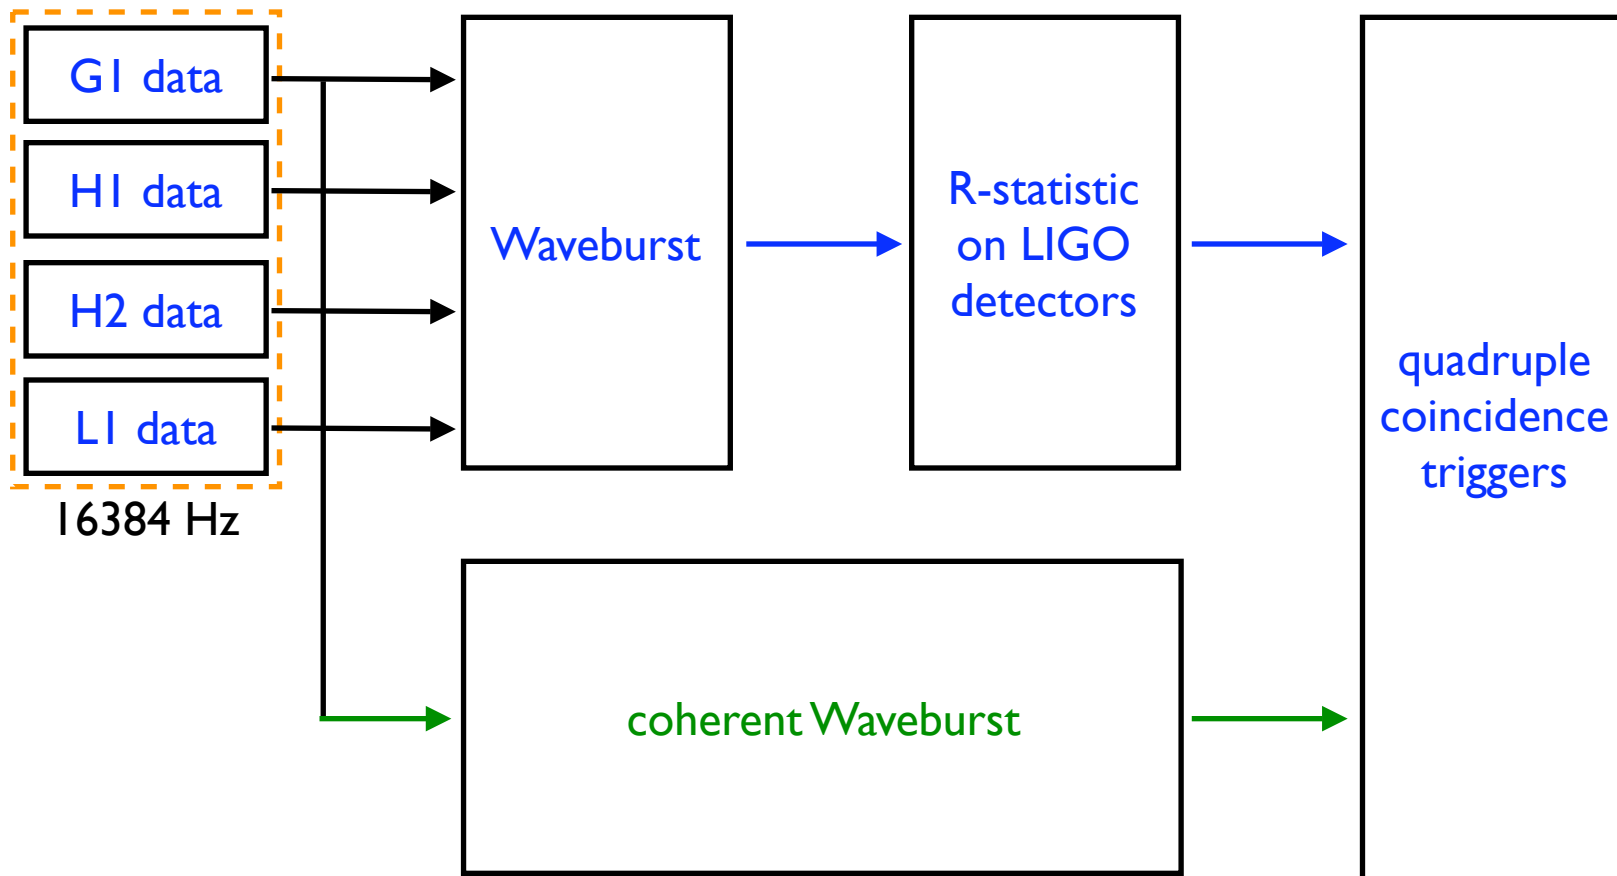 G1 data
H1 data
H2 data
L1 data
16384 Hz
Waveburst
R-statistic
on LIGO
detectors
quadruple
coincidence
triggers
coherent Waveburst